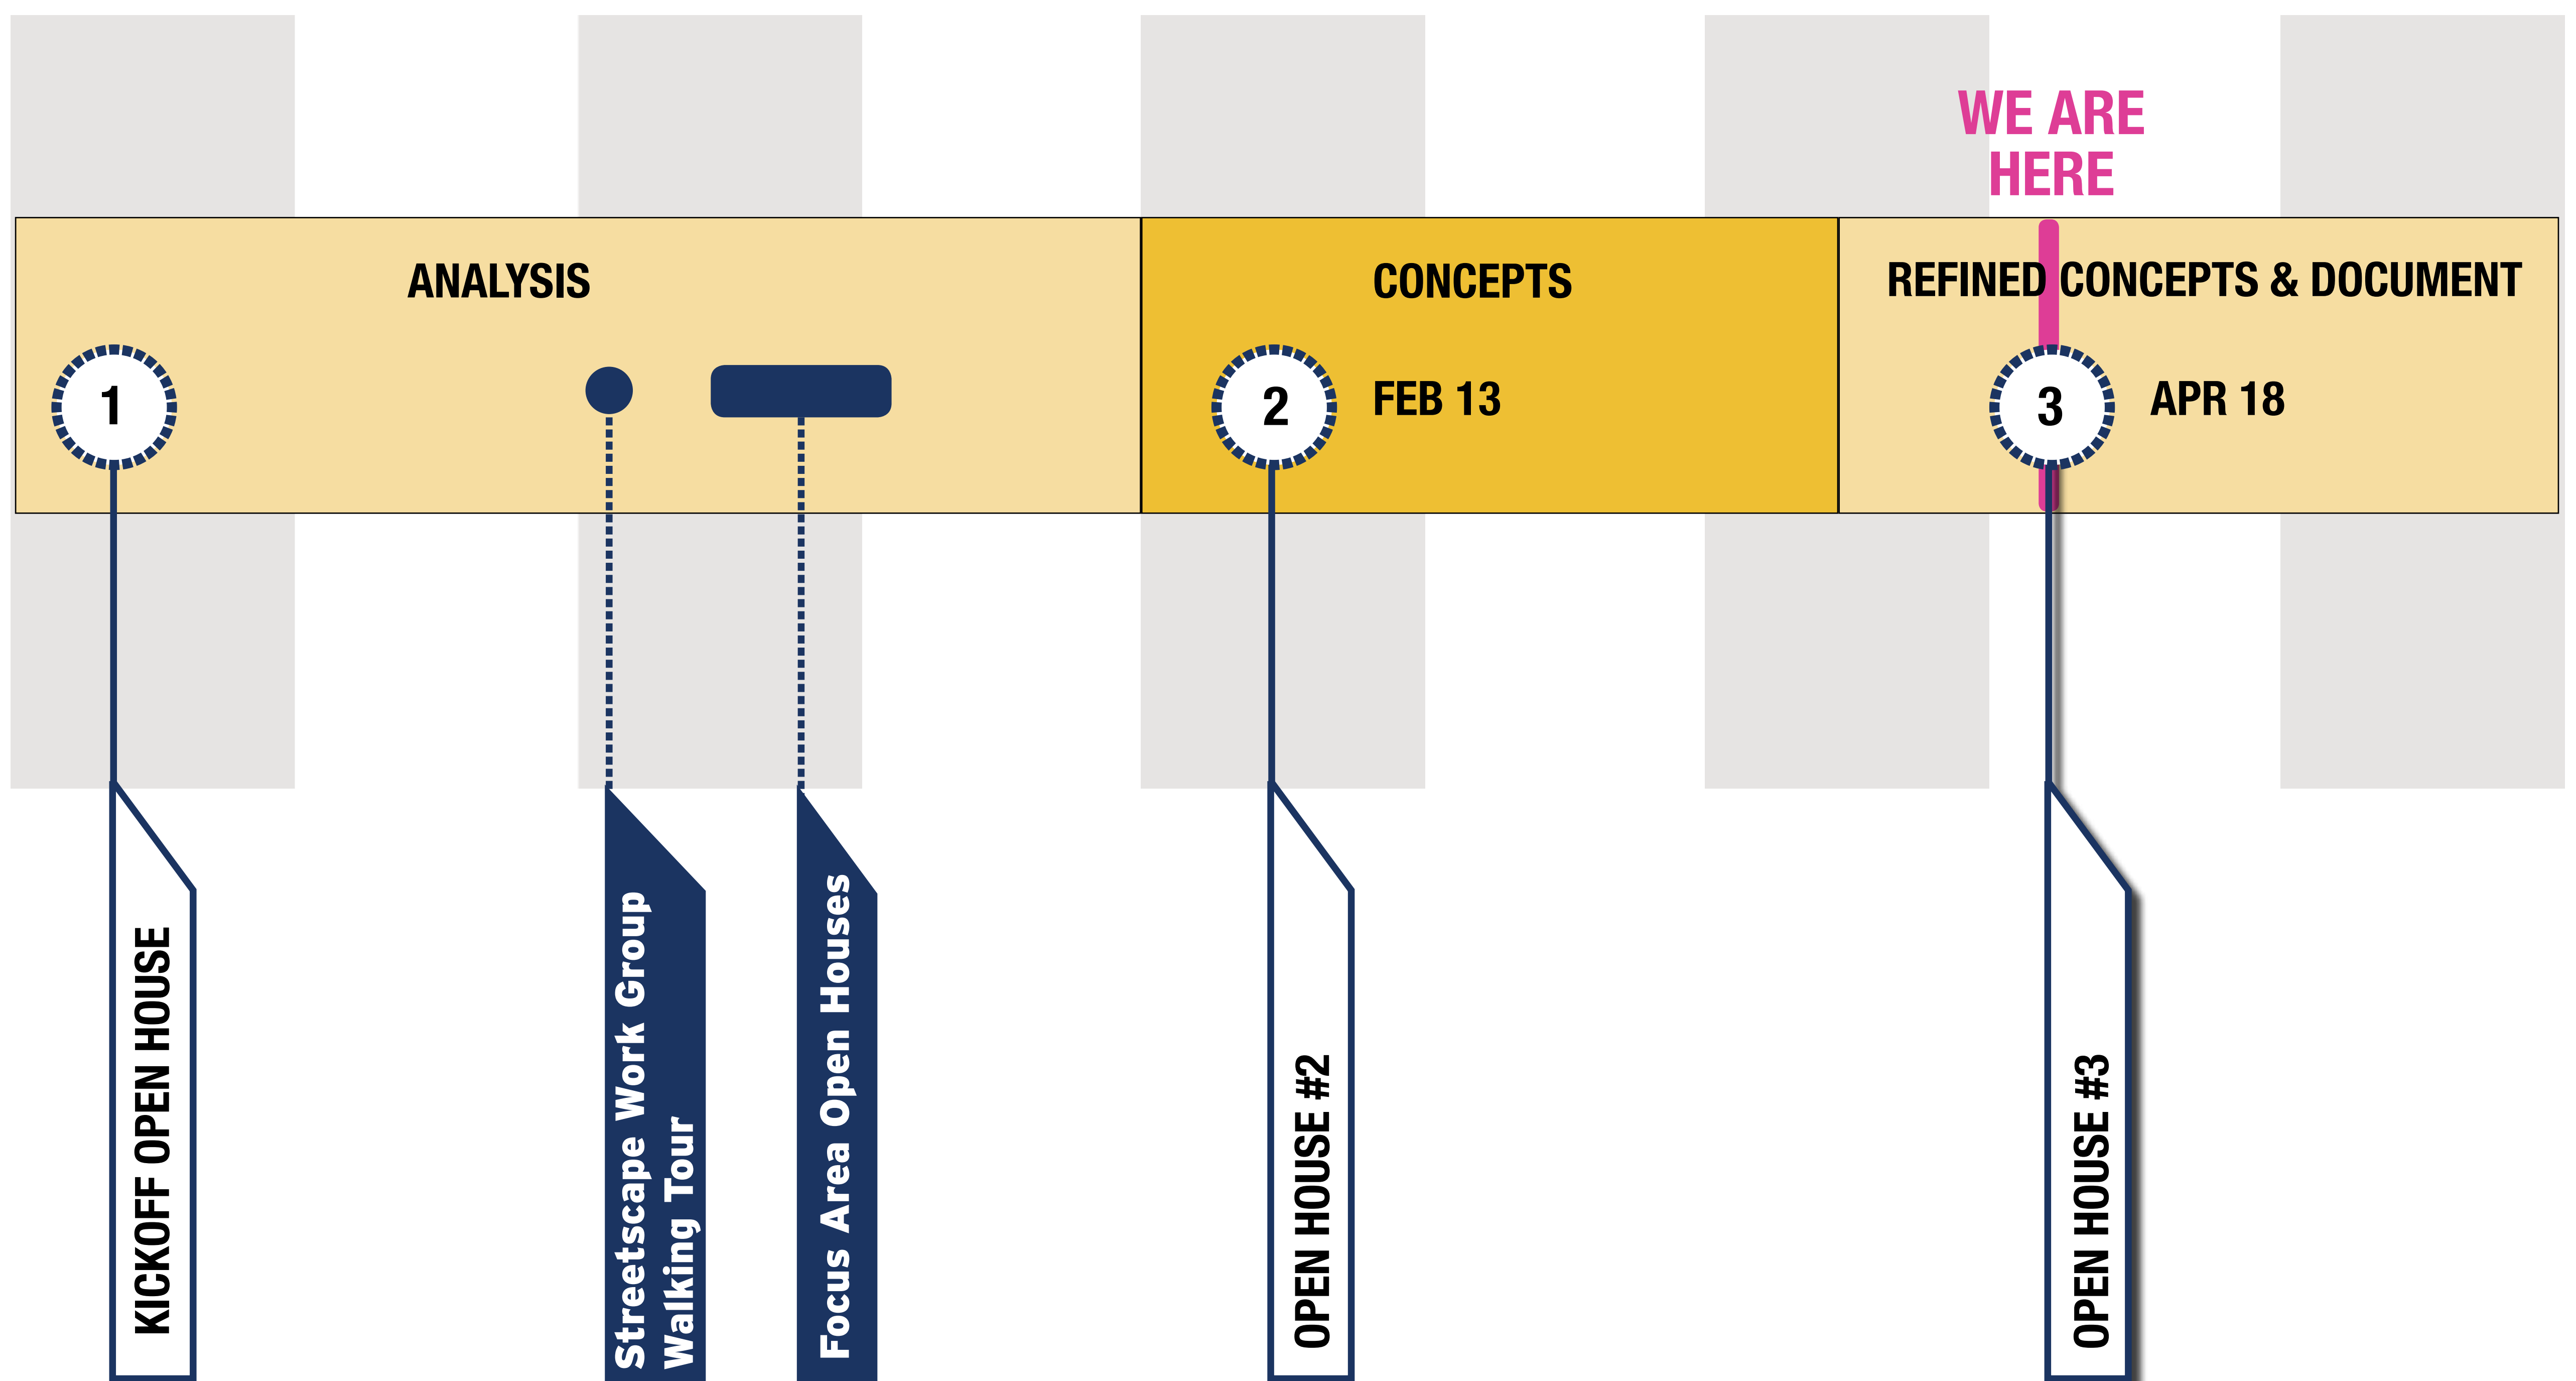 WE ARE
HERE
ANALYSIS
CONCEPTS
REFINED CONCEPTS & DOCUMENT
1
2
FEB 13
3
APR 18
KICKOFF OPEN HOUSE
Streetscape Work Group
Walking Tour
Focus Area Open Houses
OPEN HOUSE #2
OPEN HOUSE #3